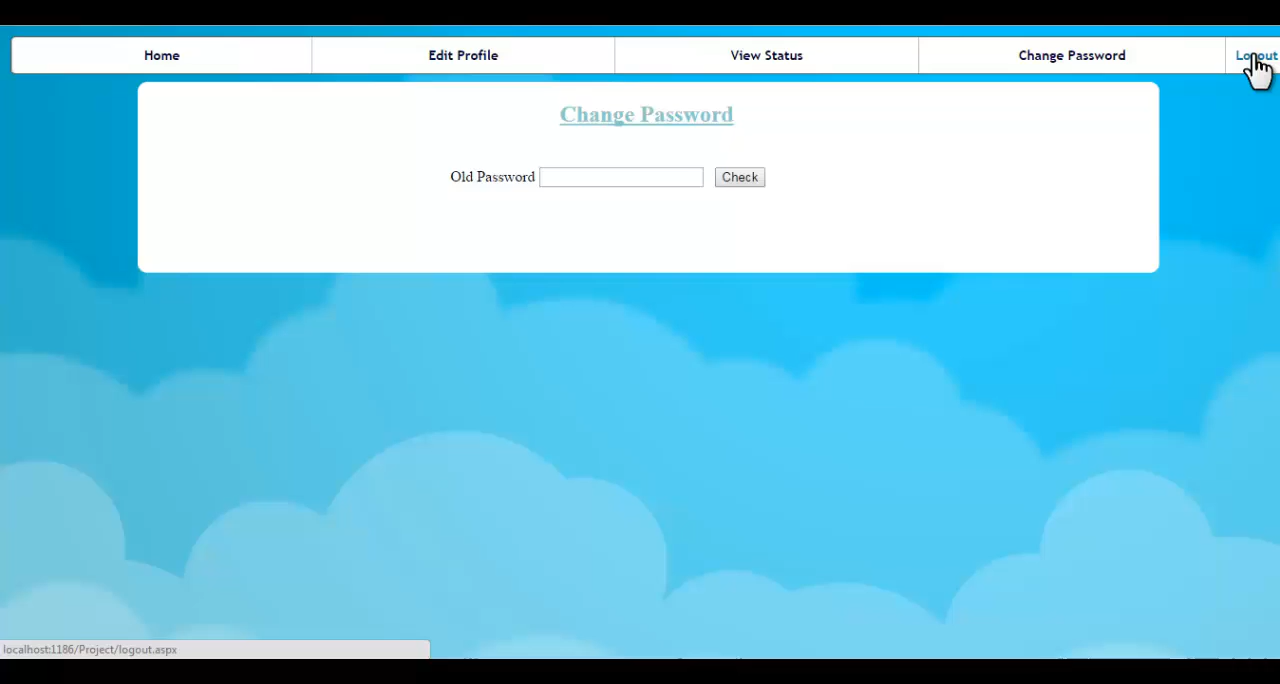 Home Edit Profile View Status Change Password Logout
Change Password
Old Password Check
localhost:1186/Project/logout.aspx